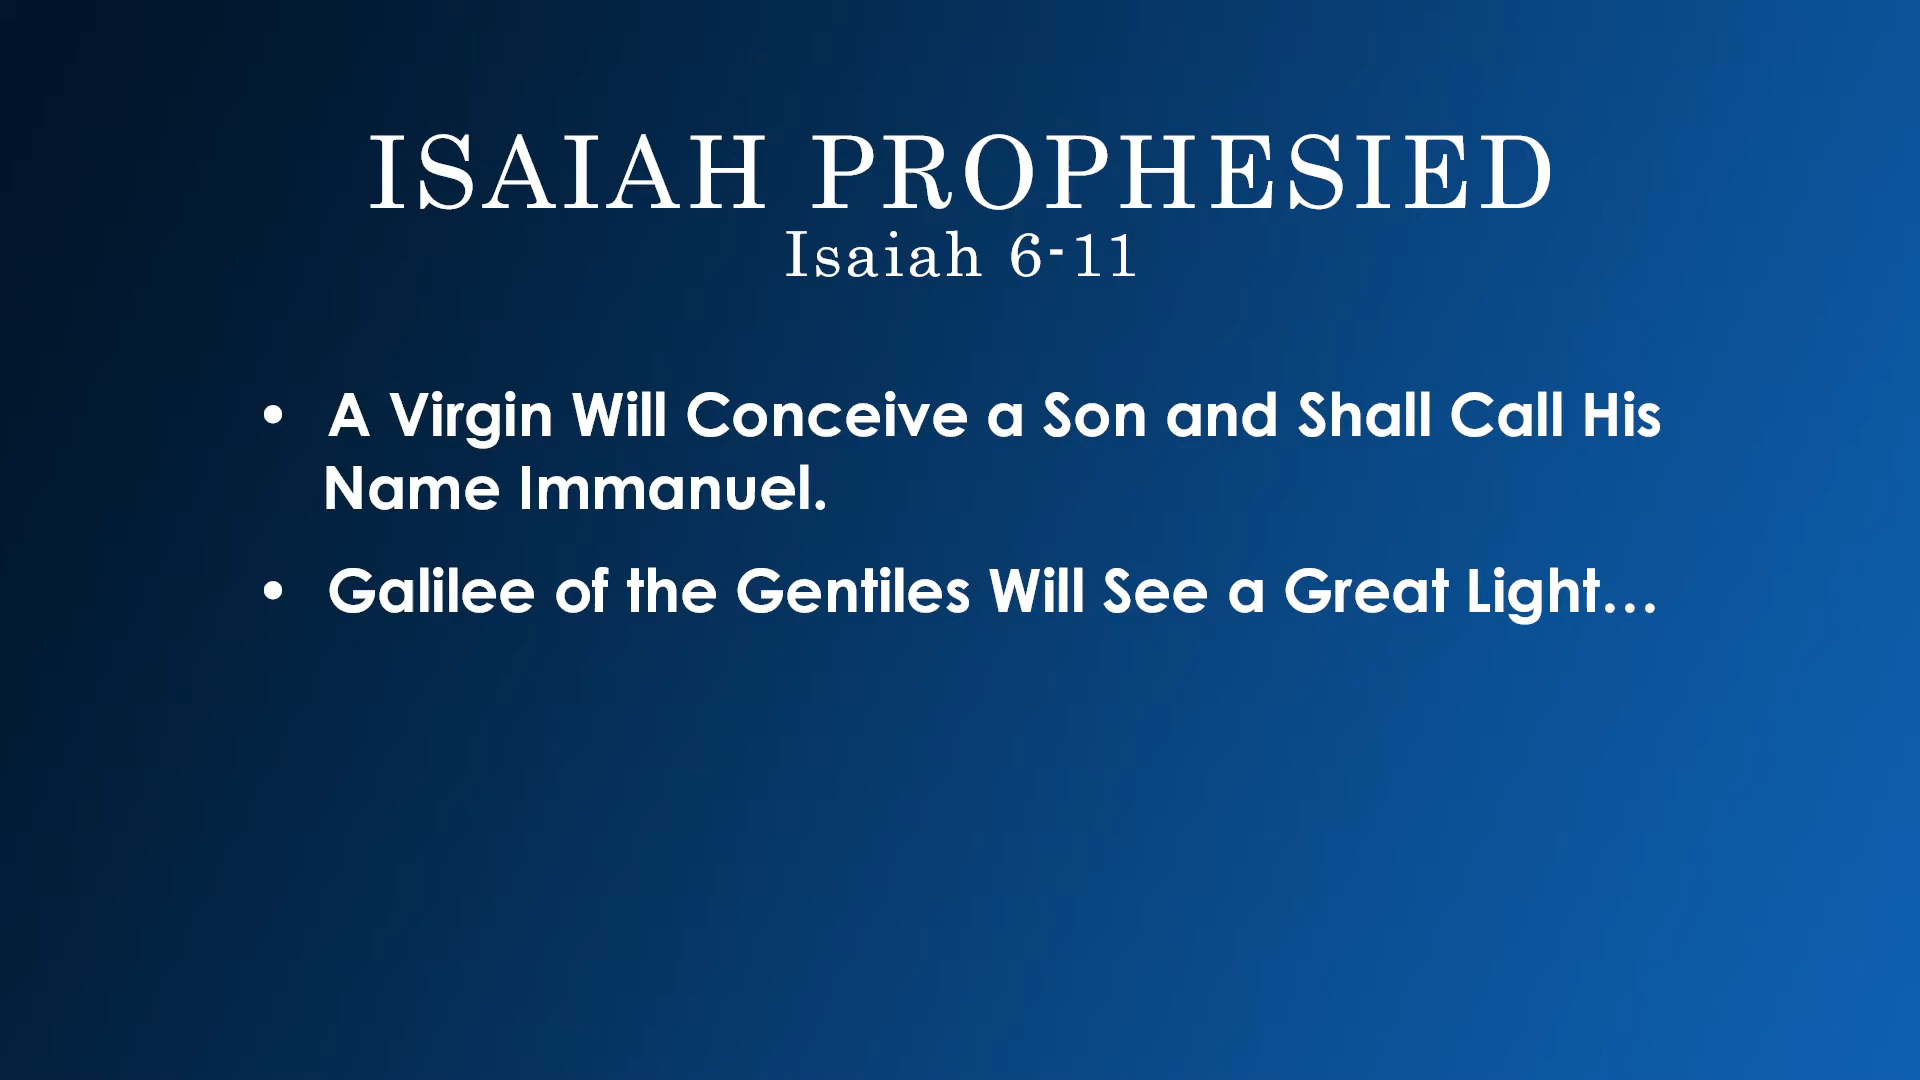 ISAIAH PROPHESIED
Isaiah 6-11
• A Virgin Will Conceive a Son and Shall Call His
Name Immanuel.
• Galilee of the Gentiles Will See a Great Light...